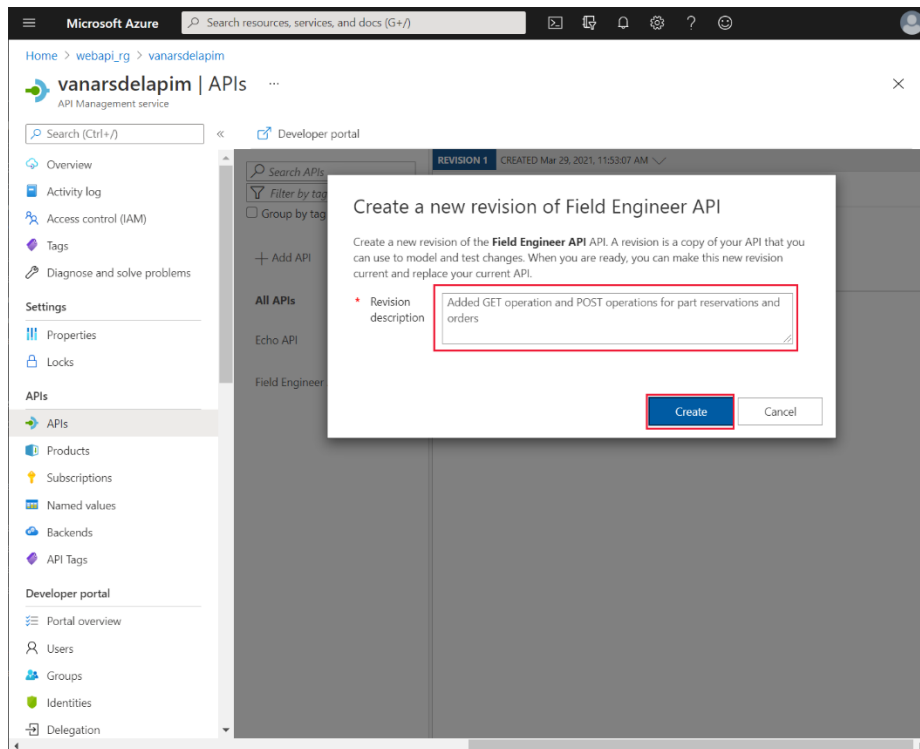 Microsoft Azure
Search resources, services, and docs (G+/)
Home > webapi_rg > vanarsdelapim
vanarsdelapim | APIs ...
API Management service
Search (Ctrl+/)
«
Developer portal
Overview
Activity log
Access control (IAM)
Tags
Diagnose and solve problems
Settings
Properties
Locks
APIs
APIs
Products
Subscriptions
Named values
Backends
API Tags
Developer portal
Portal overview
Users
Groups
Identities
Delegation
Search APIs
Filter by tag
Group by tag
+ Add API
All APIs
Echo API
Field Engineer
REVISION 1 CREATED Mar 29, 2021, 11:53:07 AM
Create a new revision of Field Engineer API
Create a new revision of the Field Engineer API API. A revision is a copy of your API that you
can use to model and test changes. When you are ready, you can make this new revision
current and replace your current API.
* Revision
description
Added GET operation and POST operations for part reservations and
orders
Create
Cancel